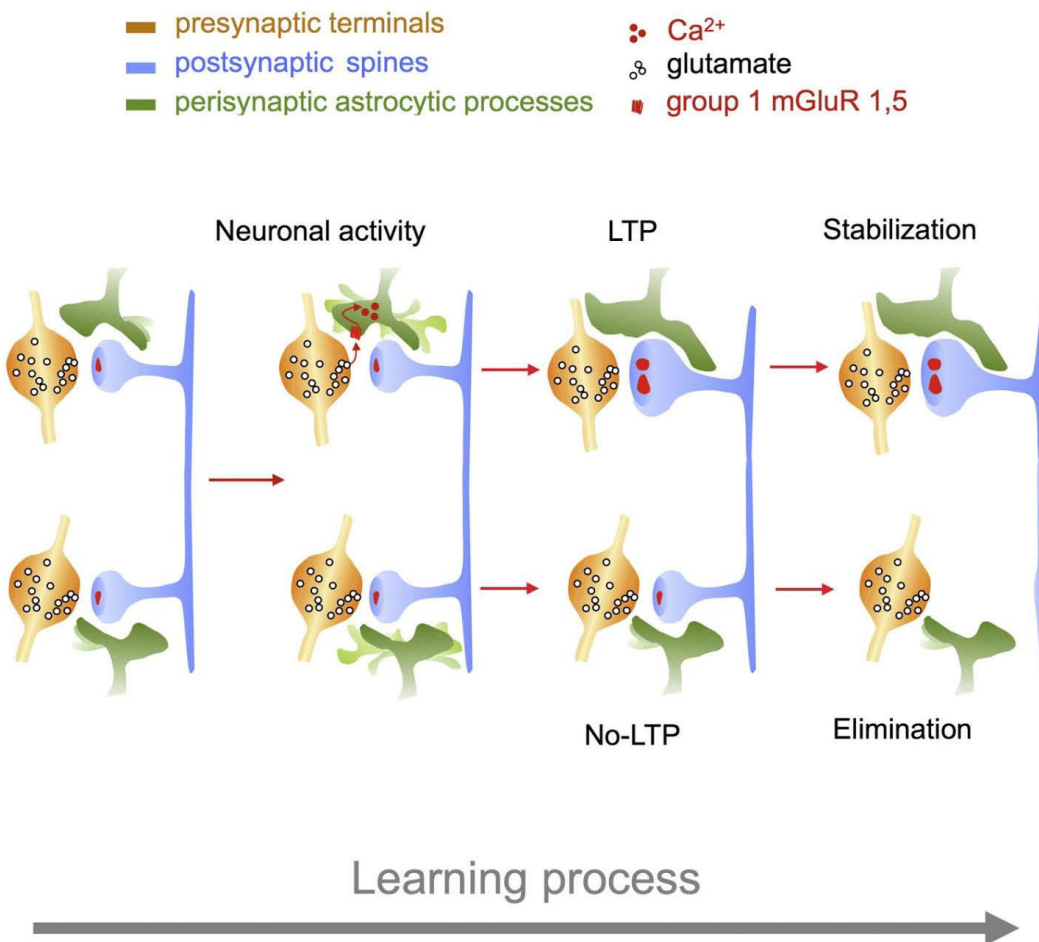 presynaptic terminals
postsynaptic spines
perisynaptic astrocytic processes
Ca²⁺
glutamate
group 1 mGluR 1,5
Neuronal activity
LTP
Stabilization
No-LTP
Elimination
Learning process